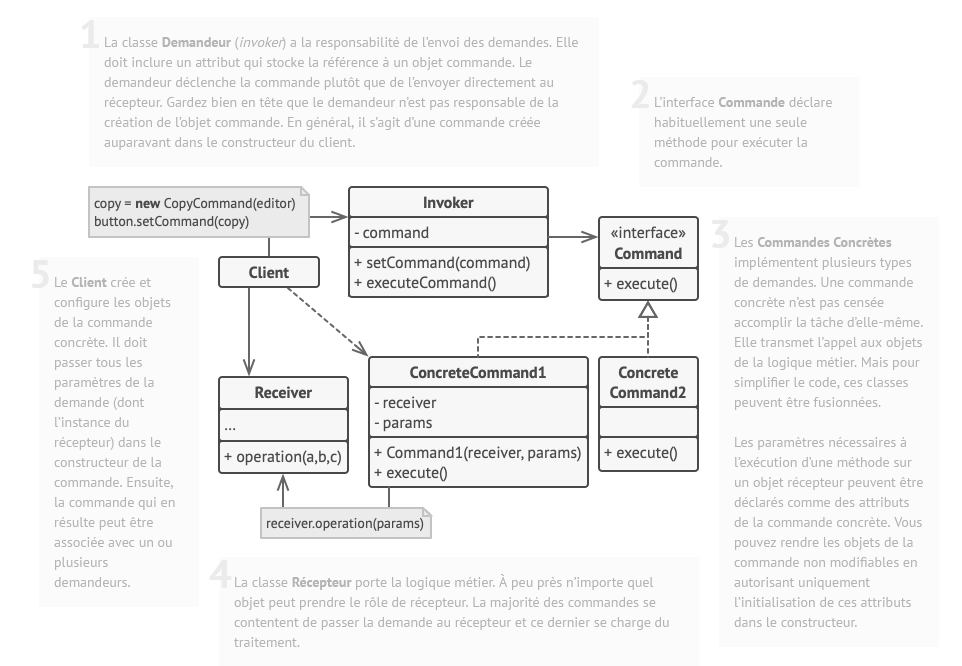 1
La classe Demandeur (invoker) a la responsabilité de l’envoi des demandes. Elle
doit inclure un attribut qui stocke la référence à un objet commande. Le
demandeur déclenche la commande plutôt que de l’envoyer directement au
récepteur. Gardez bien en tête que le demandeur n’est pas responsable de la
création de l’objet commande. En général, il s’agit d’une commande créée
auparavant dans le constructeur du client.
2
L’interface Commande déclare
habituellement une seule
méthode pour exécuter la
commande.
copy = new CopyCommand(editor)
button.setCommand(copy)
Invoker
- command
+ setCommand(command)
+ executeCommand()
«interface»
Command
+ execute()
3
Les Commandes Concrètes
implémentent plusieurs types
de demandes. Une commande
concrète n’est pas censée
accomplir la tâche d’elle-même.
Elle transmet l’appel aux objets
de la logique métier. Mais pour
simplifier le code, ces classes
peuvent être fusionnées.
Les paramètres nécessaires à
l’exécution d’une méthode sur
un objet récepteur peuvent être
déclarés comme des attributs
de la commande concrète. Vous
pouvez rendre les objets de la
commande non modifiables en
autorisant uniquement
l’initialisation de ces attributs
dans le constructeur.
Client
5
Le Client crée et
configure les objets
de la commande
concrète. Il doit
passer tous les
paramètres de la
demande (dont
l’instance du
récepteur) dans le
constructeur de la
commande. Ensuite,
la commande qui en
résulte peut être
associée avec un ou
plusieurs
demandeurs.
Receiver
...
+ operation(a,b,c)
ConcreteCommand1
- receiver
- params
+ Command1(receiver, params)
+ execute()
Concrete
Command2
+ execute()
receiver.operation(params)
4
La classe Récepteur porte la logique métier. À peu près n’importe quel
objet peut prendre le rôle de récepteur. La majorité des commandes se
contentent de passer la demande au récepteur et ce dernier se charge du
traitement.